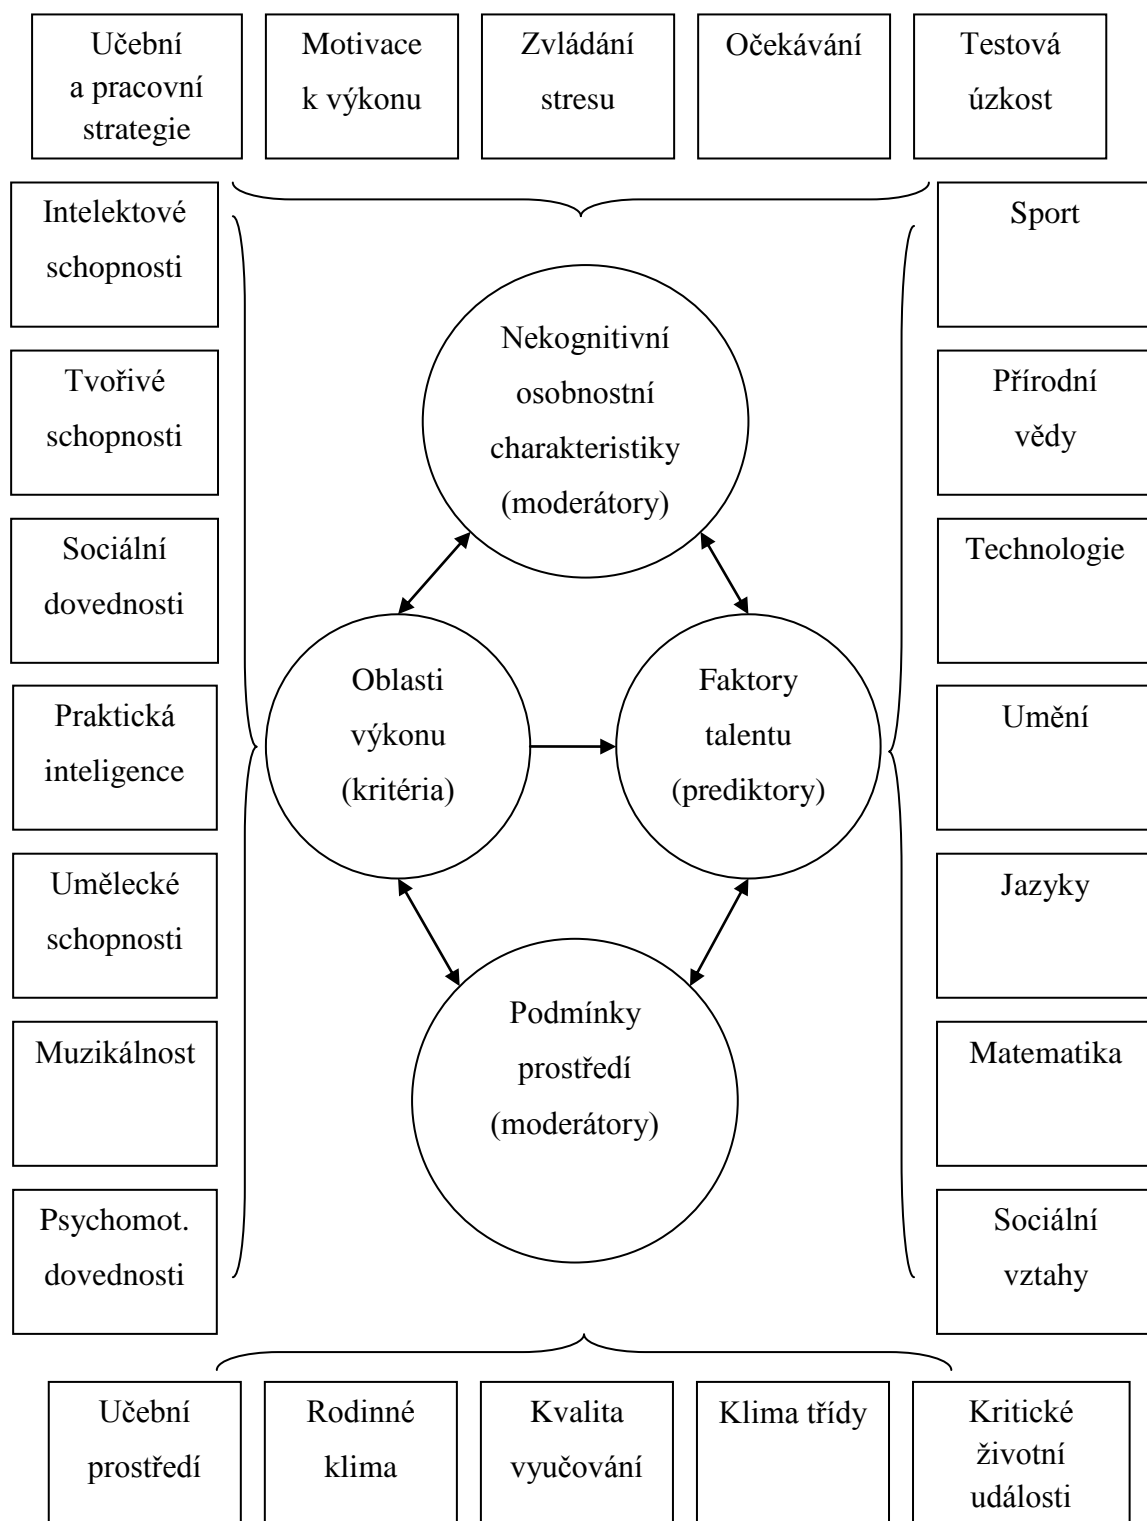 Učební
a pracovní
strategie
Motivace
k výkonu
Zvládání
stresu
Očekávání
Testová
úzkost
Intelektové
schopnosti
Tvořivé
schopnosti
Sociální
dovednosti
Praktická
inteligence
Umělecké
schopnosti
Muzikálnost
Psychomot.
dovednosti
Nekognitivní
osobnostní
charakteristiky
(moderátory)
Oblasti
výkonu
(kritéria)
Faktory
talentu
(prediktory)
Podmínky
prostředí
(moderátory)
Sport
Přírodní
vědy
Technologie
Umění
Jazyky
Matematika
Sociální
vztahy
Učební
prostředí
Rodinné
klima
Kvalita
vyučování
Klima třídy
Kritické
životní
události